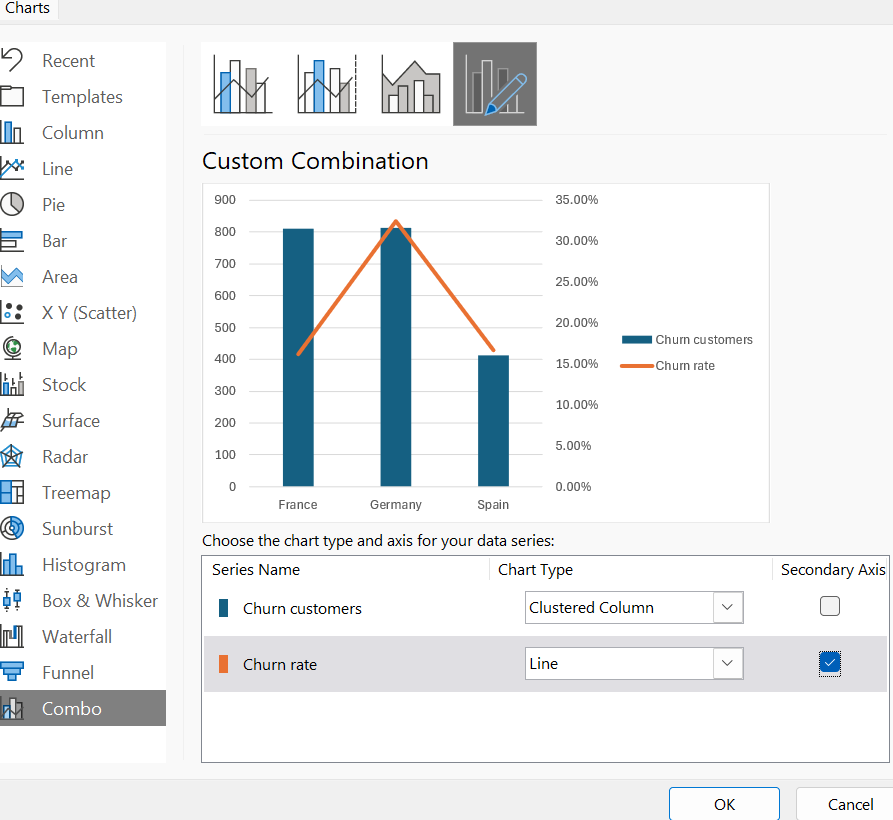 Charts
Recent
Templates
Column
Line
Pie
Bar
Area
X Y (Scatter)
Map
Stock
Surface
Radar
Treemap
Sunburst
Histogram
Box & Whisker
Waterfall
Funnel
Combo
Custom Combination
900
800
700
600
500
400
300
200
100
0
35.00%
30.00%
25.00%
20.00%
15.00%
10.00%
5.00%
0.00%
France Germany Spain
Churn customers
Churn rate
Choose the chart type and axis for your data series:
Series Name Chart Type Secondary Axis
Churn customers Clustered Column
Churn rate Line
OK Cancel